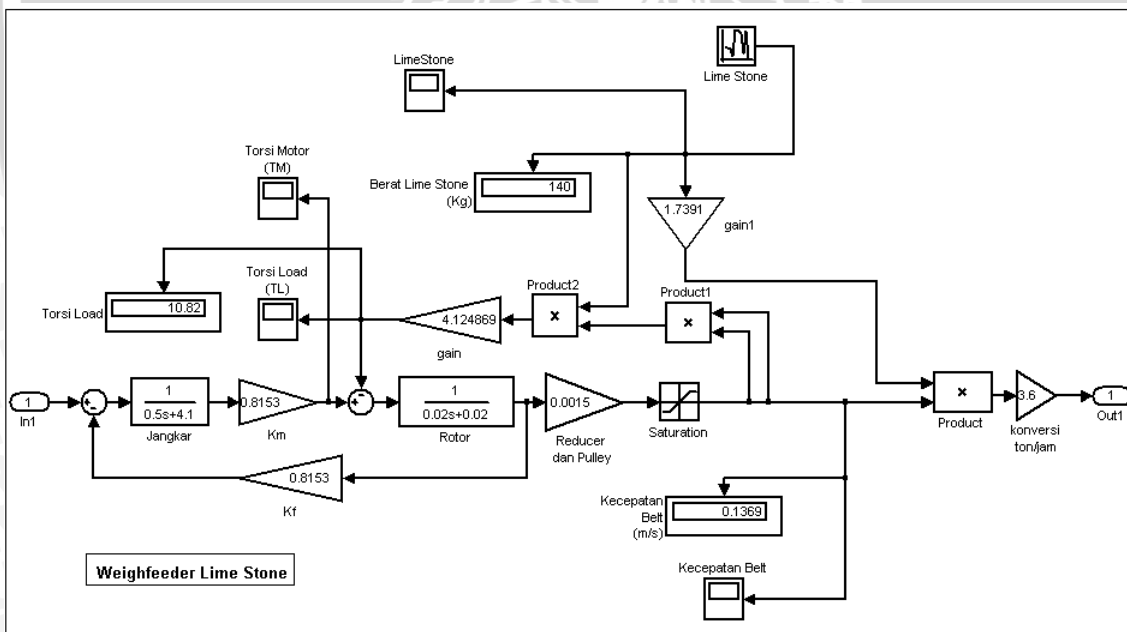 LimeStone
Lime Stone
Torsi Motor
(TM)
Berat Lime Stone
(Kg)
140
1.7391
gain1
Torsi Load
10.82
Torsi Load
(TL)
4.124869
gain
Product2
x
Product1
x
1
In1
1
0.5s+4.1
Jangkar
0.8153
Km
1
0.02s+0.02
Rotor
0.0015
Reducer
dan Pulley
Saturation
x
Product
3.6
konversi
ton/jam
1
Out1
0.8153
Kf
Kecepatan
Belt
(m/s)
0.1369
Weighfeeder Lime Stone
Kecepatan Belt